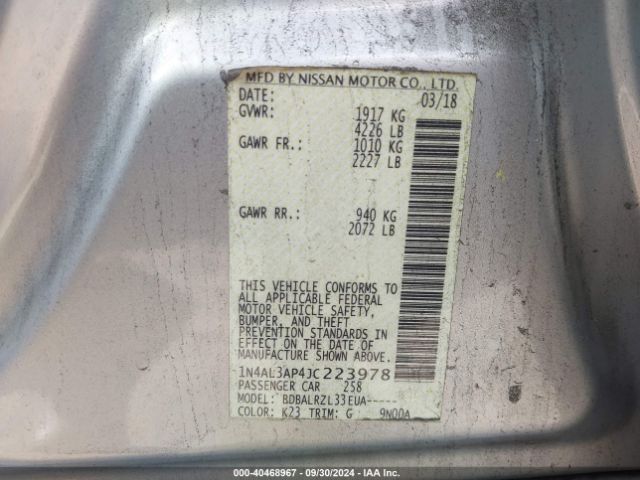 MFD BY NISSAN MOTOR CO., LTD.
DATE: 03/18
GVWR: 1917 KG
4226 LB
GAWR FR.: 1010 KG
2227 LB
GAWR RR.: 940 KG
2072 LB
THIS VEHICLE CONFORMS TO
ALL APPLICABLE FEDERAL
MOTOR VEHICLE SAFETY,
BUMPER, AND THEFT
PREVENTION STANDARDS IN
EFFECT ON THE DATE OF
MANUFACTURE SHOWN ABOVE.
1N4AL3AP4JC223978
PASSENGER CAR 258
MODEL: BDBALRZL33EUA-----
COLOR: K23 TRIM: G 9N00A
000-40468967 • 09/30/2024 • IAA Inc.